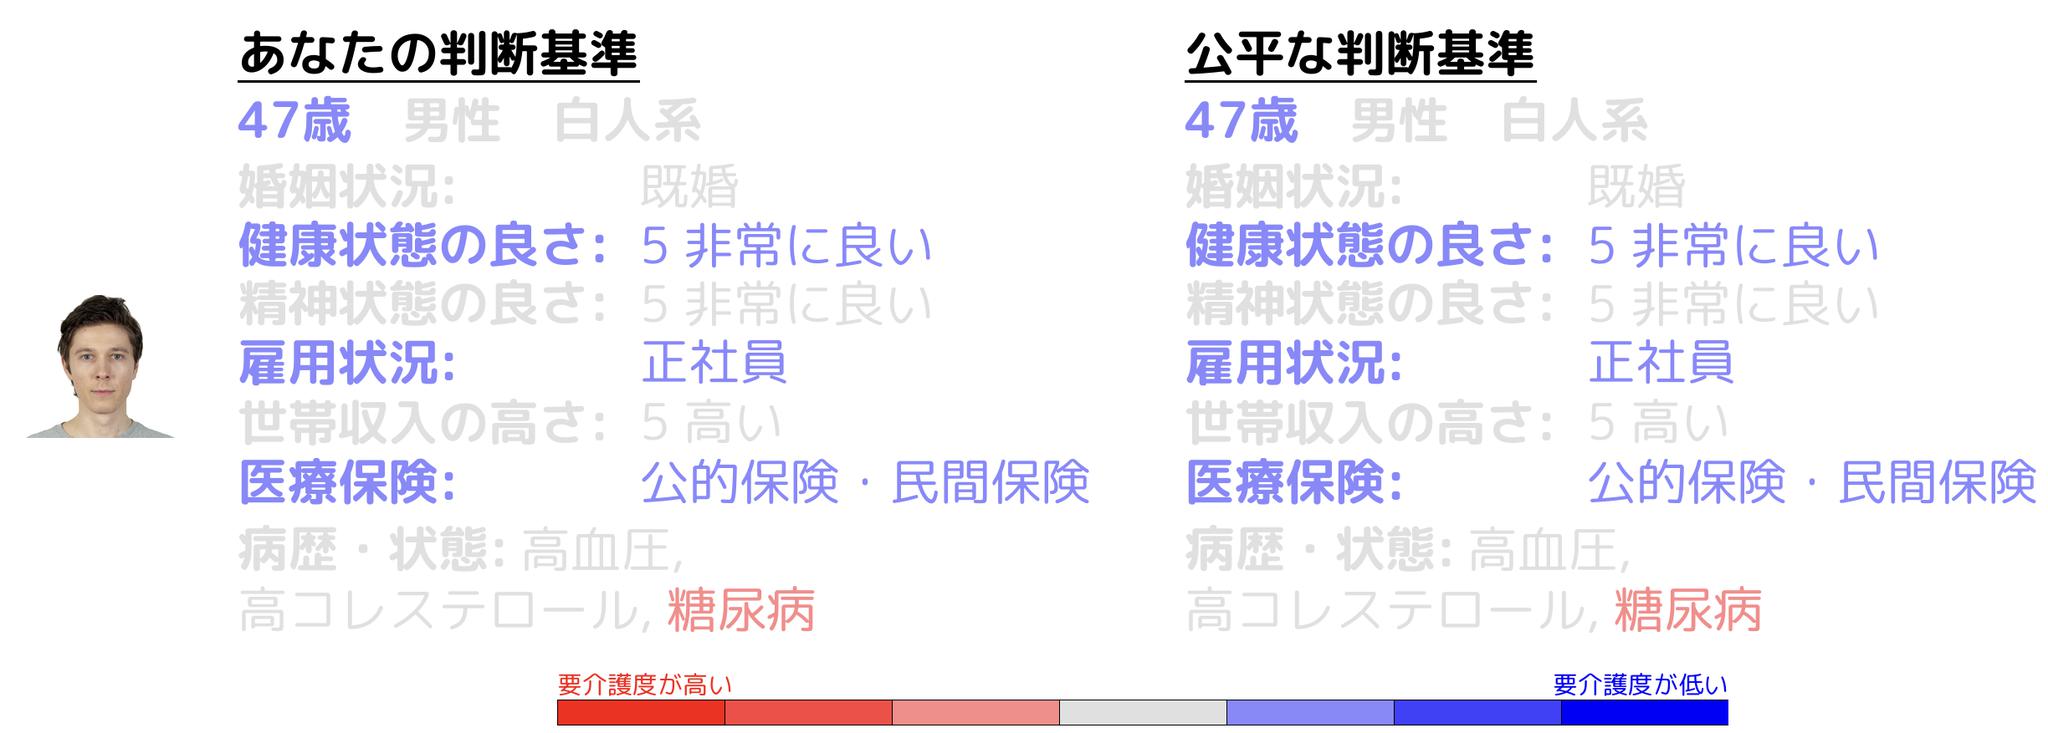 あなたの判断基準
47歳 男性 白人系
婚姻状況: 既婚
健康状態の良さ: 5 非常に良い
精神状態の良さ: 5 非常に良い
雇用状況: 正社員
世帯収入の高さ: 5 高い
医療保険: 公的保険・民間保険
病歴・状態: 高血圧,
高コレステロール, 糖尿病
公平な判断基準
47歳 男性 白人系
婚姻状況: 既婚
健康状態の良さ: 5 非常に良い
精神状態の良さ: 5 非常に良い
雇用状況: 正社員
世帯収入の高さ: 5 高い
医療保険: 公的保険・民間保険
病歴・状態: 高血圧,
高コレステロール, 糖尿病
要介護度が高い 要介護度が低い